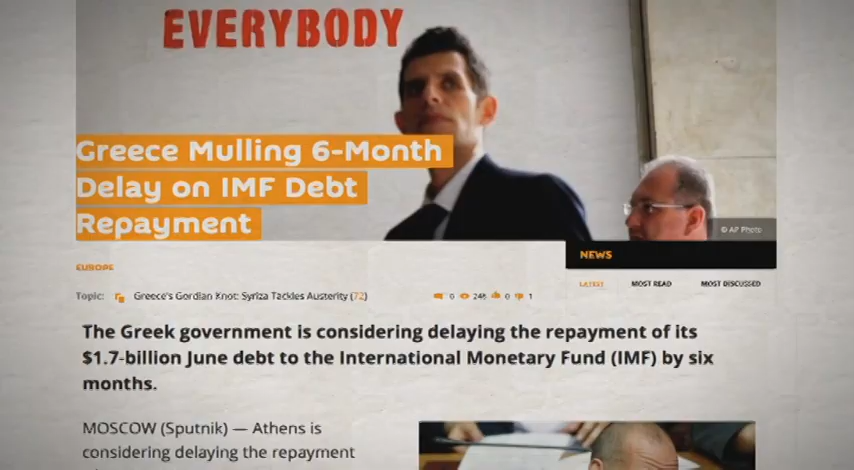 EVERYBODY
Greece Mulling 6-Month
Delay on IMF Debt
Repayment
© AP Photo
NEWS
EUROPE
LATEST MOST READ MOST DISCUSSED
Topic: Greece's Gordian Knot: Syriza Tackles Austerity (72) 0 246 0 1
The Greek government is considering delaying the repayment of its
$1.7-billion June debt to the International Monetary Fund (IMF) by six
months.
MOSCOW (Sputnik) — Athens is
considering delaying the repayment